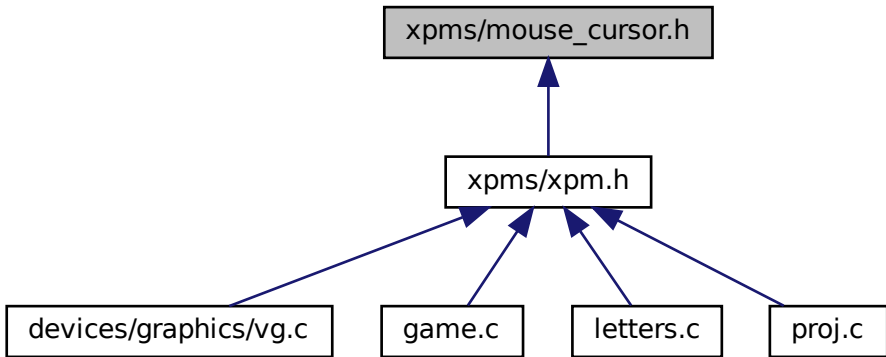 xpms/mouse_cursor.h
xpms/xpm.h
devices/graphics/vg.c
game.c
letters.c
proj.c